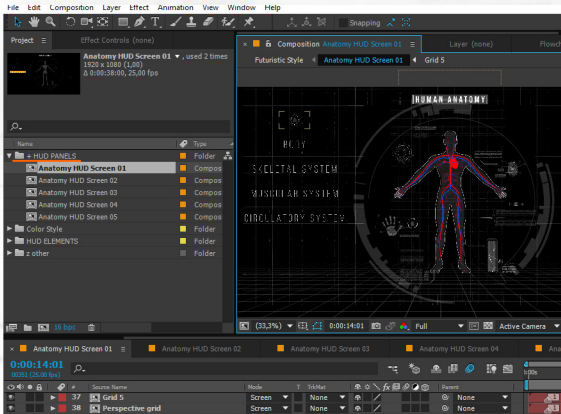 File Edit Composition Layer Effect Animation View Window Help
Snapping
Project Effect Controls (none)
Composition Anatomy HUD Screen 01 Layer (none) Flowch
Anatomy HUD Screen 01 , used 2 times
1920 x 1080 (1,00)
Δ 0:00:38:00, 25,00 fps
Futuristic Style Anatomy HUD Screen 01 Grid 5
HUMAN ANATOMY
BODY
SKELETAL SYSTEM
MUSCULAR SYSTEM
CIRCULATORY SYSTEM
Name Type
+ HUD PANELS Folder
Anatomy HUD Screen 01 Compos
Anatomy HUD Screen 02 Compos
Anatomy HUD Screen 03 Compos
Anatomy HUD Screen 04 Compos
Anatomy HUD Screen 05 Compos
Color Style Folder
HUD ELEMENTS Folder
z other Folder
16 bpc
(33,3%) 0:00:14:01 Full Active Camera
Anatomy HUD Screen 01 Anatomy HUD Screen 02 Anatomy HUD Screen 03 Anatomy HUD Screen 04 Ana
0:00:14:01
00351 (25.00 fps)
:00s
# Source Name Mode T TrkMat Parent
37 Grid 5 Screen None None
38 Perspective grid Screen None None